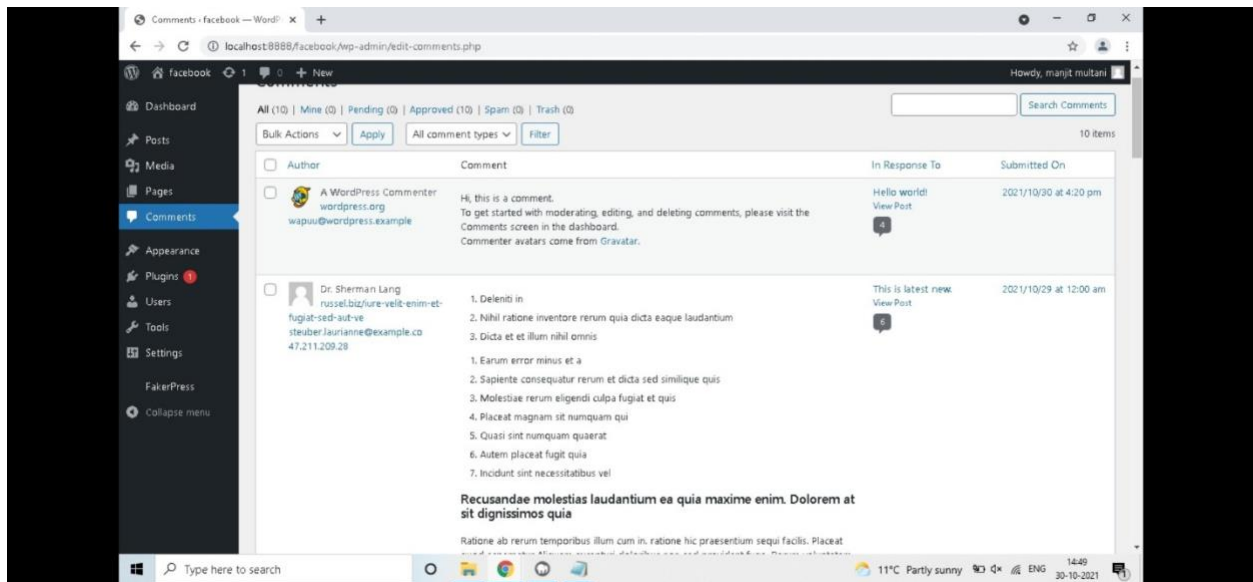 Comments ‹ facebook — WordP
localhost:8888/facebook/wp-admin/edit-comments.php
facebook 1 0 New
Howdy, manjit multani
Comments
Dashboard
Posts
Media
Pages
Comments
Appearance
Plugins 1
Users
Tools
Settings
FakerPress
Collapse menu
All (10) | Mine (0) | Pending (0) | Approved (10) | Spam (0) | Trash (0)
Search Comments
Bulk Actions Apply All comment types Filter
10 items
Author Comment In Response To Submitted On
A WordPress Commenter
wordpress.org
wapuu@wordpress.example
Hi, this is a comment.
To get started with moderating, editing, and deleting comments, please visit the
Comments screen in the dashboard.
Commenter avatars come from Gravatar.
Hello world!
View Post
4
2021/10/30 at 4:20 pm
Dr. Sherman Lang
russel.biz/iure-velit-enim-et-
fugiat-sed-aut-ve
steuber.laurianne@example.co
47.211.209.28
1. Deleniti in
2. Nihil ratione inventore rerum quia dicta eaque laudantium
3. Dicta et et illum nihil omnis
1. Earum error minus et a
2. Sapiente consequatur rerum et dicta sed similique quis
3. Molestiae rerum eligendi culpa fugiat et quis
4. Placeat magnam sit numquam qui
5. Quasi sint numquam quaerat
6. Autem placeat fugit quia
7. Incidunt sint necessitatibus vel
Recusandae molestias laudantium ea quia maxime enim. Dolorem at
sit dignissimos quia
Ratione ab rerum temporibus illum cum in. ratione hic praesentium sequi facilis. Placeat
This is latest new.
View Post
6
2021/10/29 at 12:00 am
Type here to search
11°C Partly sunny
ENG
14:49
30-10-2021
1